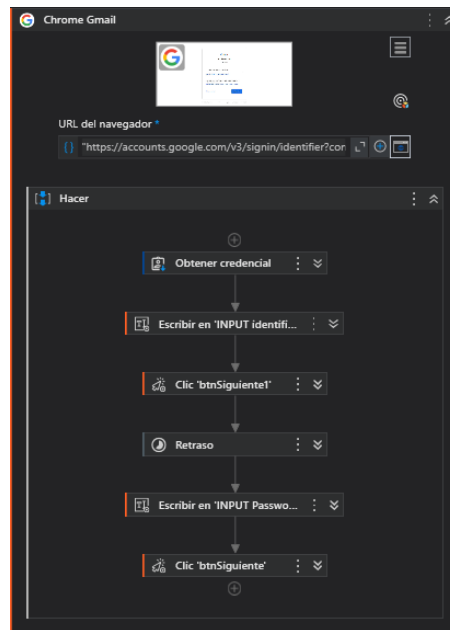 Chrome Gmail
URL del navegador *
"https://accounts.google.com/v3/signin/identifier?con
Hacer
Obtener credencial
Escribir en 'INPUT identifi...
Clic 'btnSiguiente1'
Retraso
Escribir en 'INPUT Passwo...
Clic 'btnSiguiente'